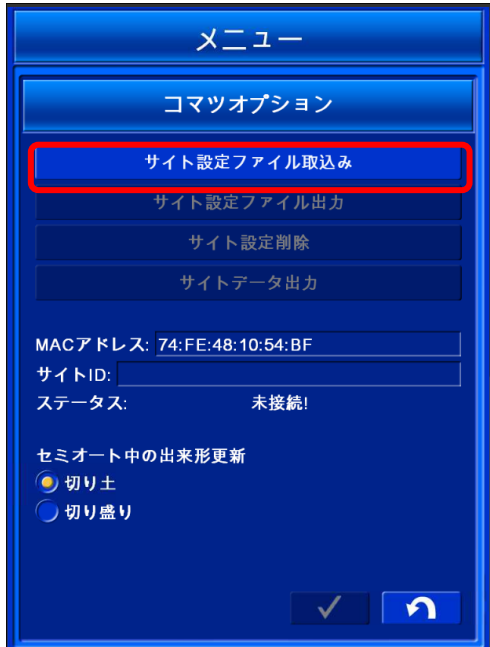 メニュー
コマツオプション
サイト設定ファイル取込み
サイト設定ファイル出力
サイト設定削除
サイトデータ出力
MACアドレス: 74:FE:48:10:54:BF
サイトID:
ステータス: 未接続!
セミオート中の出来形更新
切り土
切り盛り